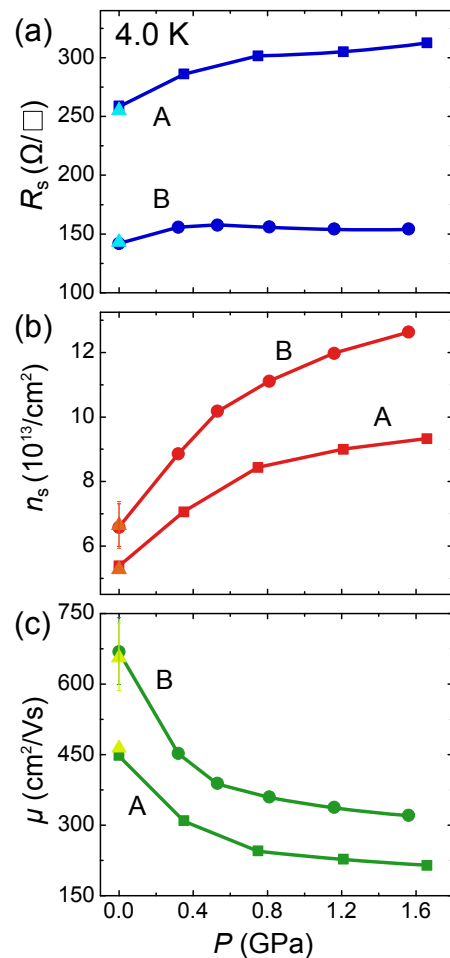 (a)
4.0 K
300
250
200
150
100
R_s (Ω/□)
A
B
(b)
12
10
8
6
n_s (10^13/cm^2)
B
A
(c)
750
600
450
300
150
μ (cm^2/Vs)
B
A
0.0 0.4 0.8 1.2 1.6
P (GPa)